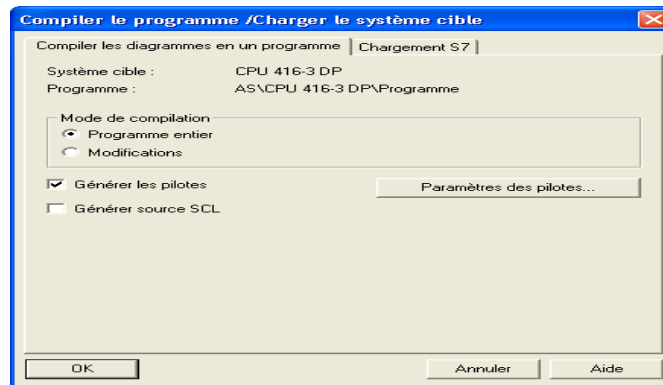 Compiler le programme /Charger le système cible
Compiler les diagrammes en un programme Chargement S7
Système cible : CPU 416-3 DP
Programme : AS\CPU 416-3 DP\Programme
Mode de compilation
Programme entier
Modifications
Générer les pilotes Paramètres des pilotes...
Générer source SCL
OK Annuler Aide